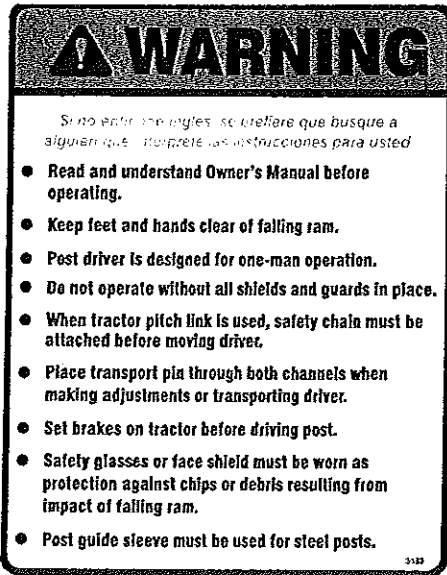 WARNING
Si no ingles, se prefiere que busque a
alguien que interprete las instrucciones para usted
● Read and understand Owner's Manual before
operating.
● Keep feet and hands clear of falling ram.
● Post driver is designed for one-man operation.
● Do not operate without all shields and guards in place.
● When tractor pitch link is used, safety chain must be
attached before moving driver.
● Place transport pin through both channels when
making adjustments or transporting driver.
● Set brakes on tractor before driving post.
● Safety glasses or face shield must be worn as
protection against chips or debris resulting from
impact of falling ram.
● Post guide sleeve must be used for steel posts.